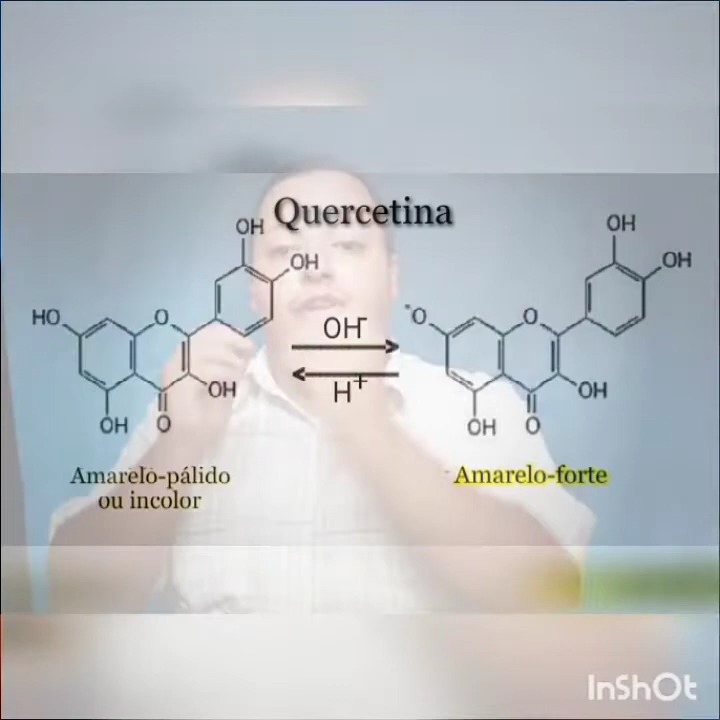 Quercetina
OH
OH
HO
O
OH
OH
O
OH⁻
H⁺
OH
OH
⁻O
O
OH
OH
O
Amarelo-pálido
ou incolor
Amarelo-forte
InShOt